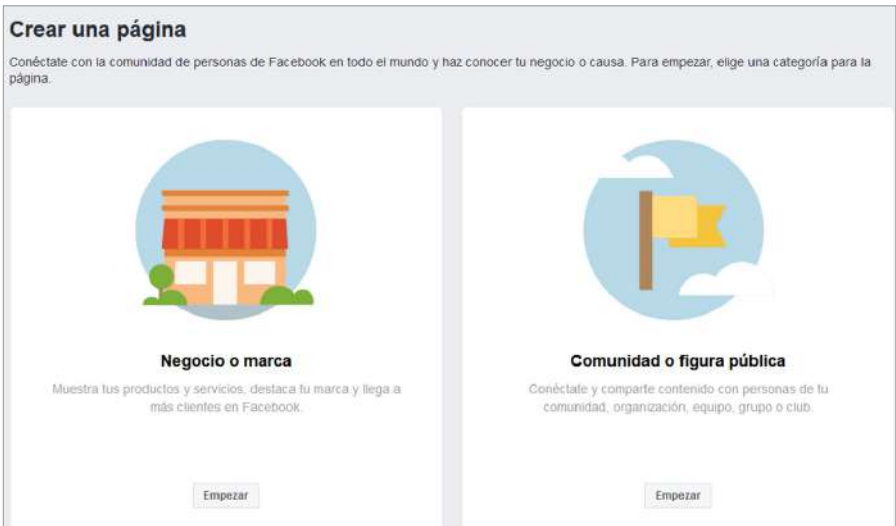 Crear una página
Conéctate con la comunidad de personas de Facebook en todo el mundo y haz conocer tu negocio o causa. Para empezar, elige una categoría para la
página.
Negocio o marca
Muestra tus productos y servicios, destaca tu marca y llega a
más clientes en Facebook.
Empezar
Comunidad o figura pública
Conéctate y comparte contenido con personas de tu
comunidad, organización, equipo, grupo o club.
Empezar